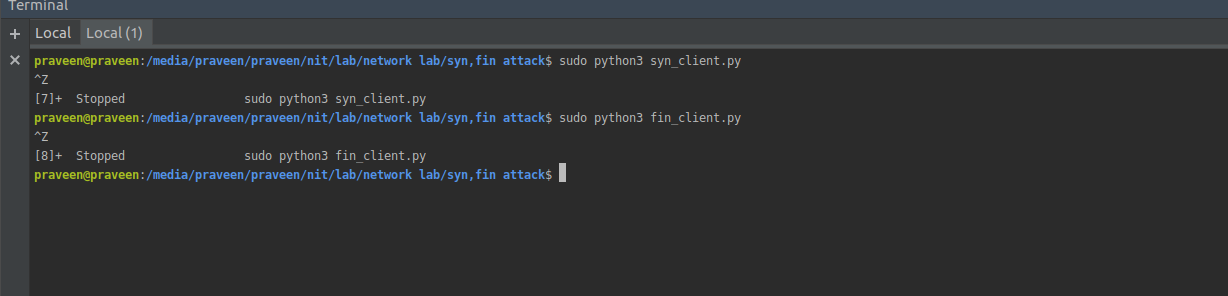 Terminal
+ Local Local (1)
× praveen@praveen:/media/praveen/praveen/nit/lab/network lab/syn,fin attack$ sudo python3 syn_client.py
^Z
[7]+  Stopped                 sudo python3 syn_client.py
praveen@praveen:/media/praveen/praveen/nit/lab/network lab/syn,fin attack$ sudo python3 fin_client.py
^Z
[8]+  Stopped                 sudo python3 fin_client.py
praveen@praveen:/media/praveen/praveen/nit/lab/network lab/syn,fin attack$